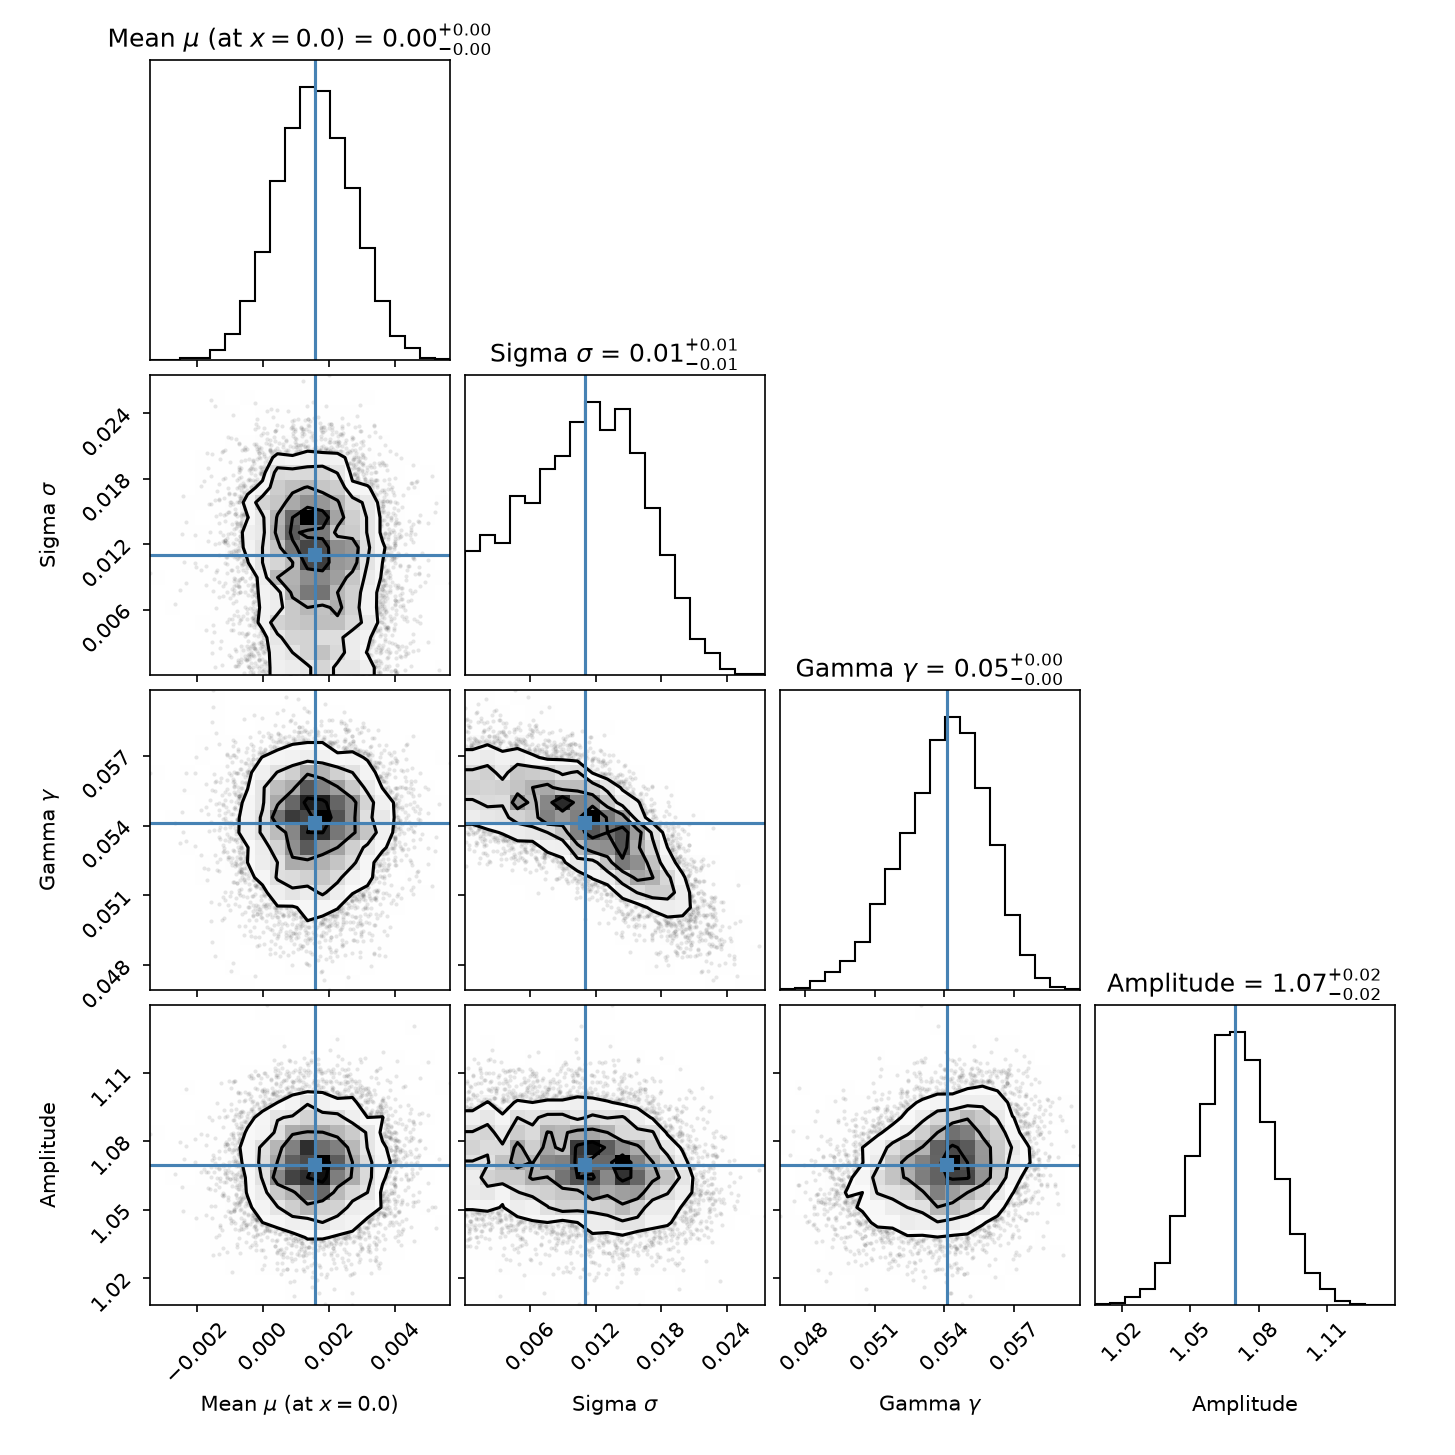 Mean μ (at x = 0.0) = 0.00+0.00−0.00
Sigma σ = 0.01+0.01−0.01
0.024
0.018
0.012
0.006
Sigma σ
Gamma γ = 0.05+0.00−0.00
0.057
0.054
0.051
0.048
Gamma γ
Amplitude = 1.07+0.02−0.02
1.11
1.08
1.05
1.02
Amplitude
−0.002 0.000 0.002 0.004
0.006 0.012 0.018 0.024
0.048 0.051 0.054 0.057
1.02 1.05 1.08 1.11
Mean μ (at x = 0.0)
Sigma σ
Gamma γ
Amplitude